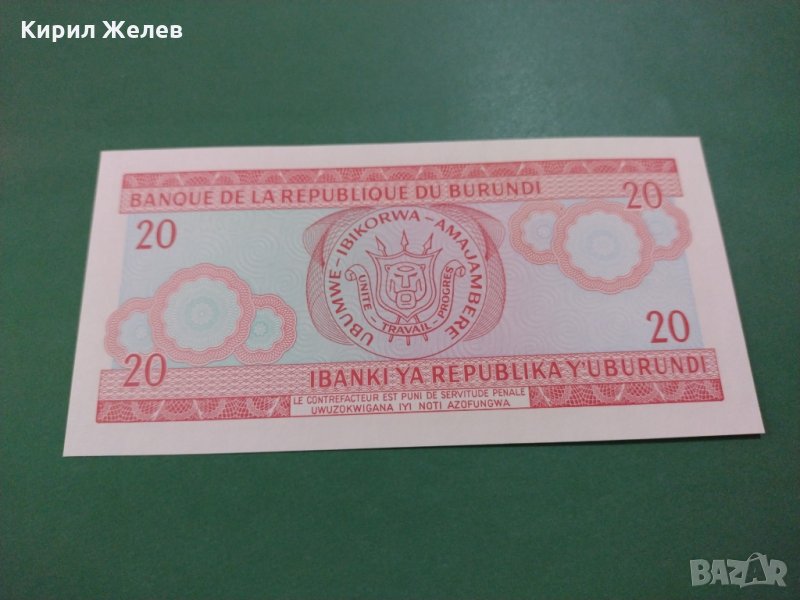 Кирил Желев
BANQUE DE LA REPUBLIQUE DU BURUNDI
20
20
UBUMWE - IBIKORWA - AMAJAMBERE
UNITE - TRAVAIL - PROGRES
20
20
IBANKI YA REPUBLIKA Y'UBURUNDI
LE CONTREFACTEUR EST PUNI DE SERVITUDE PENALE
UWUZOKWIGANA IYI NOTI AZOFUNGWA
BAZAR